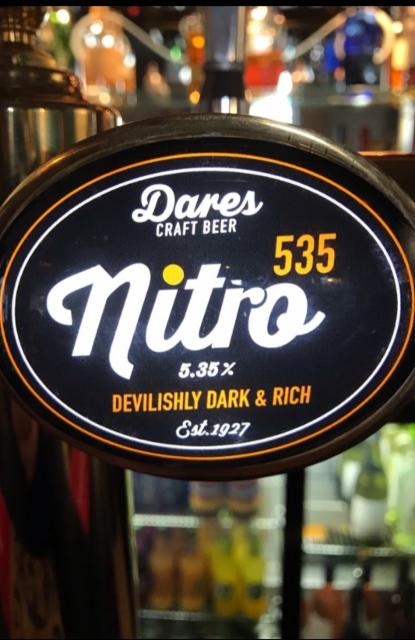 Dares
CRAFT BEER
535
Nitro
5.35%
DEVILISHLY DARK & RICH
Est.1927